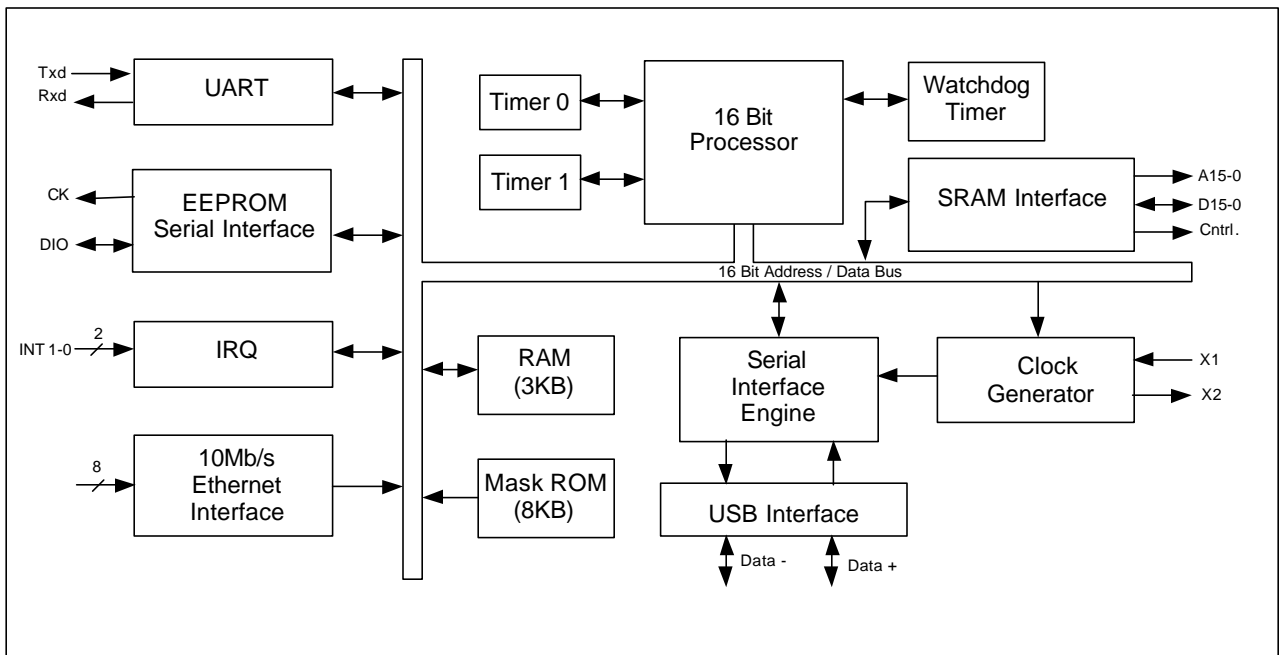 Txd
Rxd
UART
Timer 0
16 Bit
Processor
Watchdog
Timer
Timer 1
CK
DIO
EEPROM
Serial Interface
SRAM Interface
A15-0
D15-0
Cntrl.
16 Bit Address / Data Bus
INT 1-0
2
IRQ
RAM
(3KB)
Serial
Interface
Engine
Clock
Generator
X1
X2
8
10Mb/s
Ethernet
Interface
Mask ROM
(8KB)
USB Interface
Data -
Data +